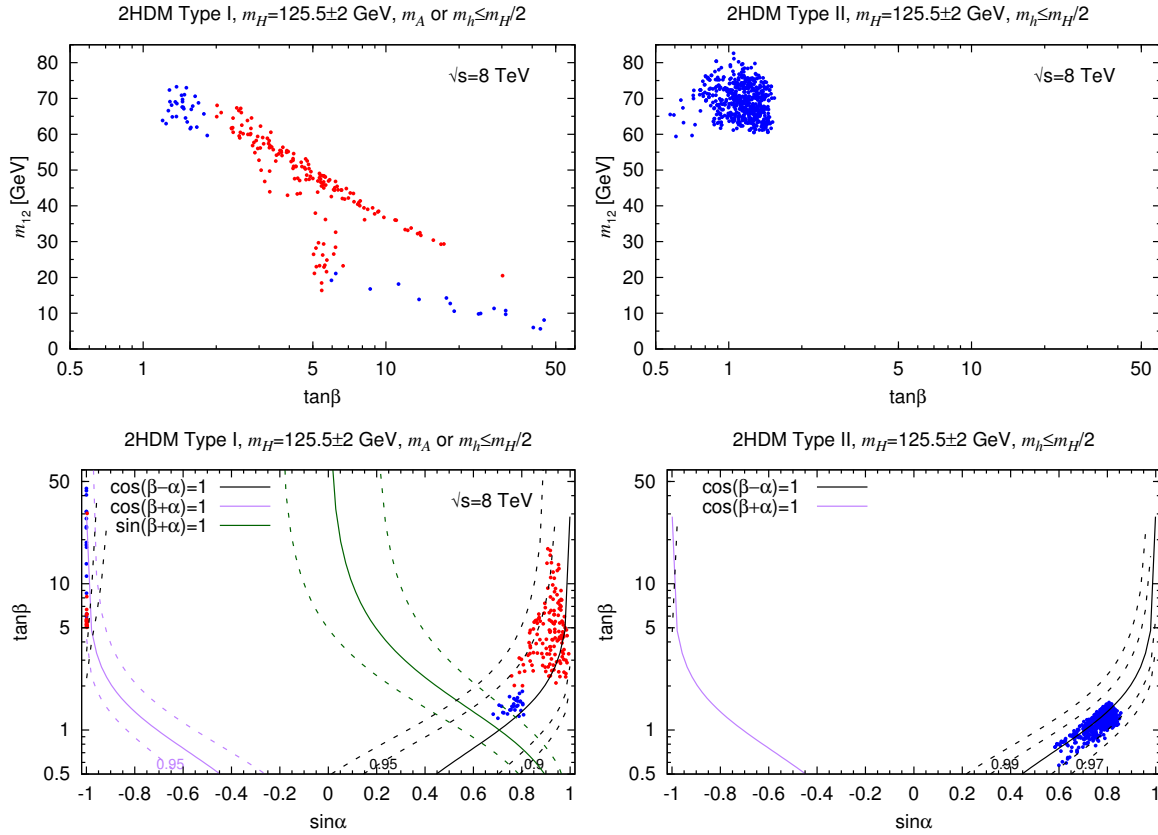 2HDM Type I, m_H=125.5±2 GeV, m_A or m_h≤m_H/2
√s=8 TeV
m_12 [GeV]
80
70
60
50
40
30
20
10
0
0.5 1 5 10 50
tanβ
2HDM Type II, m_H=125.5±2 GeV, m_h≤m_H/2
√s=8 TeV
m_12 [GeV]
80
70
60
50
40
30
20
10
0
0.5 1 5 10 50
tanβ
2HDM Type I, m_H=125.5±2 GeV, m_A or m_h≤m_H/2
cos(β−α)=1
cos(β+α)=1
sin(β+α)=1
√s=8 TeV
tanβ
50
10
5
1
0.5
0.95 0.95 0.9
-1 -0.8 -0.6 -0.4 -0.2 0 0.2 0.4 0.6 0.8 1
sinα
2HDM Type II, m_H=125.5±2 GeV, m_h≤m_H/2
cos(β−α)=1
cos(β+α)=1
tanβ
50
10
5
1
0.5
0.99 0.97
-1 -0.8 -0.6 -0.4 -0.2 0 0.2 0.4 0.6 0.8 1
sinα